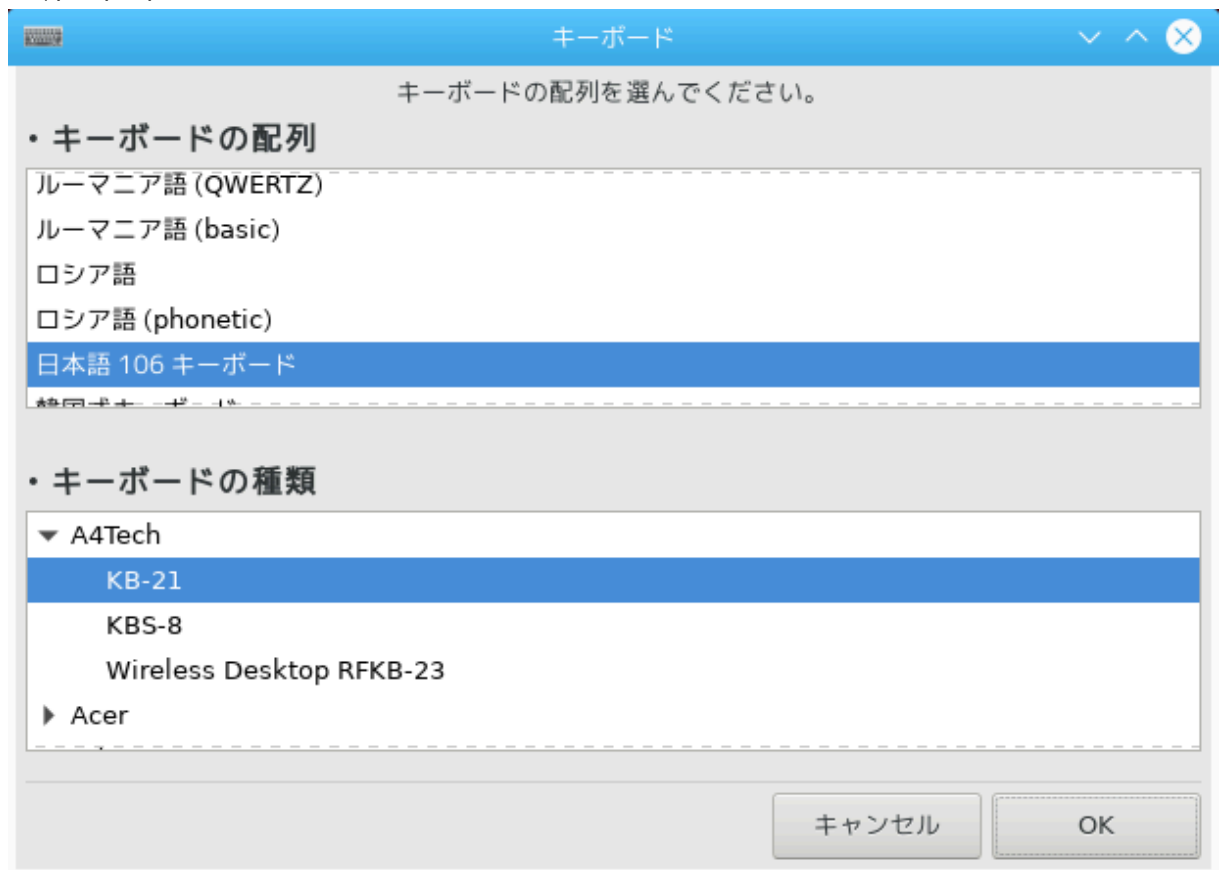 キーボード
キーボードの配列を選んでください。
・キーボードの配列
ルーマニア語 (QWERTZ)
ルーマニア語 (basic)
ロシア語
ロシア語 (phonetic)
日本語 106 キーボード
・キーボードの種類
A4Tech
KB-21
KBS-8
Wireless Desktop RFKB-23
Acer
キャンセル
OK